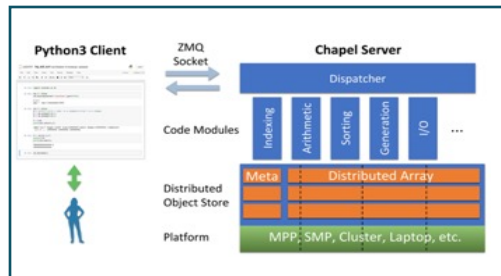 Python3 Client
ZMQ
Socket
Chapel Server
Dispatcher
Code Modules
Indexing
Arithmetic
Sorting
Generation
I/O
...
Distributed
Object Store
Meta
Distributed Array
Platform
MPP, SMP, Cluster, Laptop, etc.